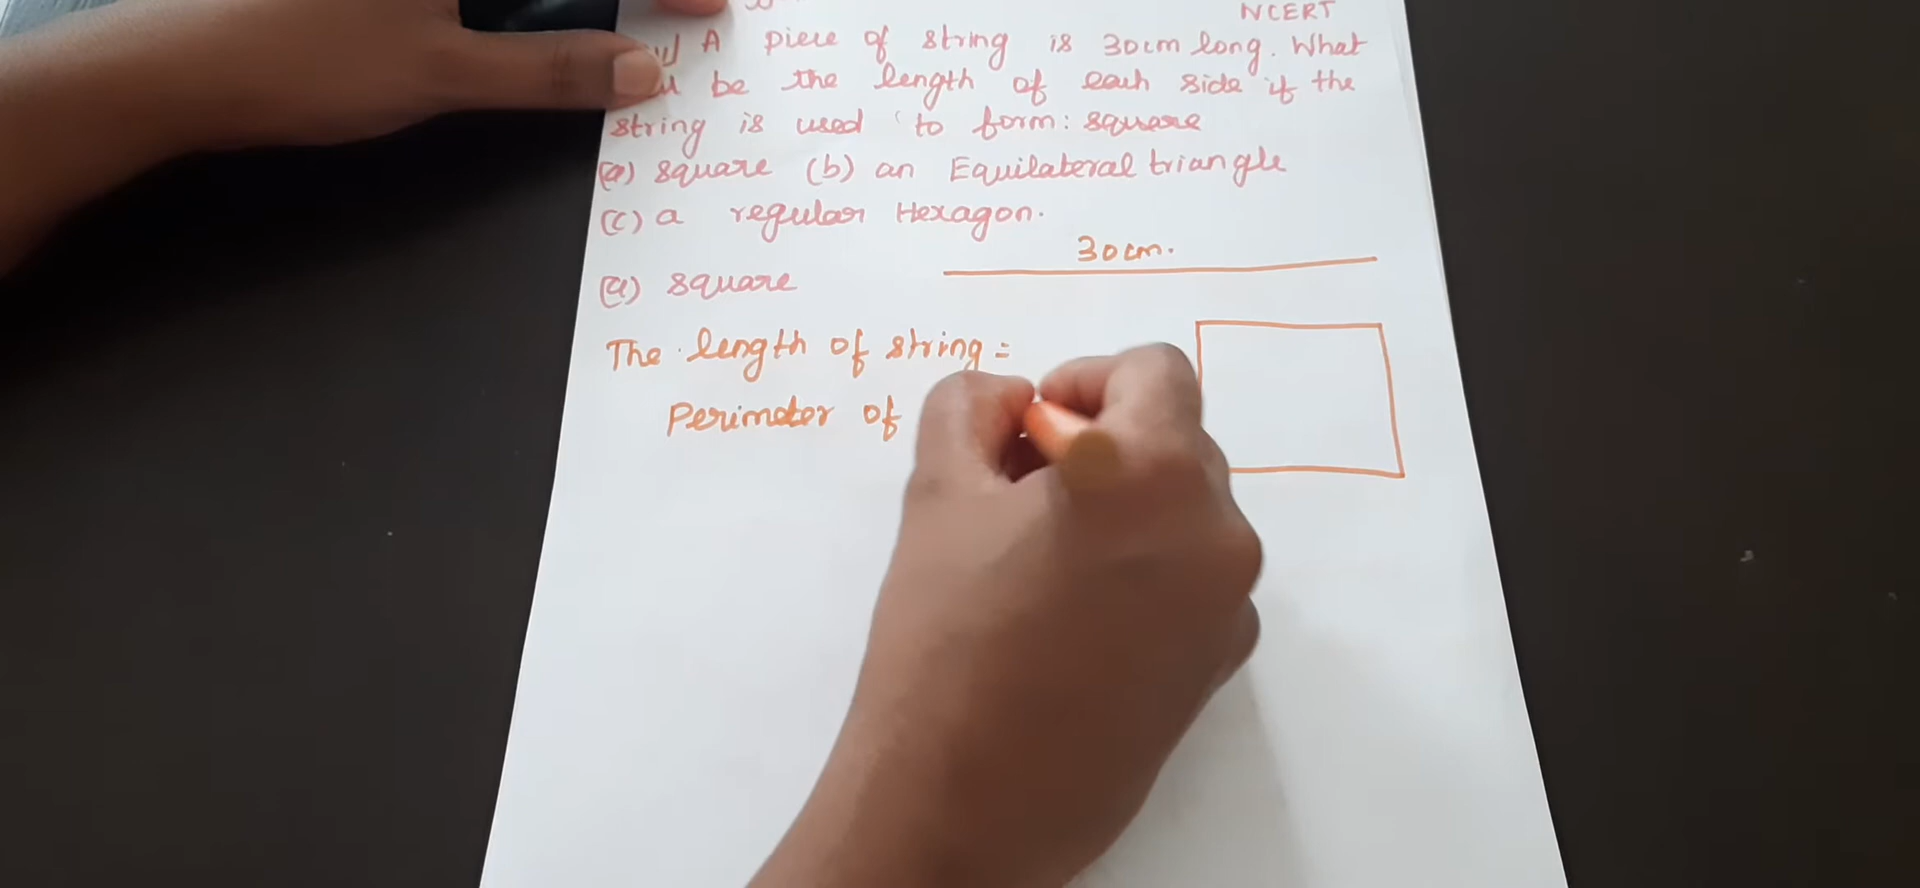 NCERT
A piece of string is 30cm long. What
be the length of each side if the
string is used to form: square
(a) square (b) an Equilateral triangle
(c) a regular Hexagon.
30cm.
(a) square
The length of string =
Perimeter of